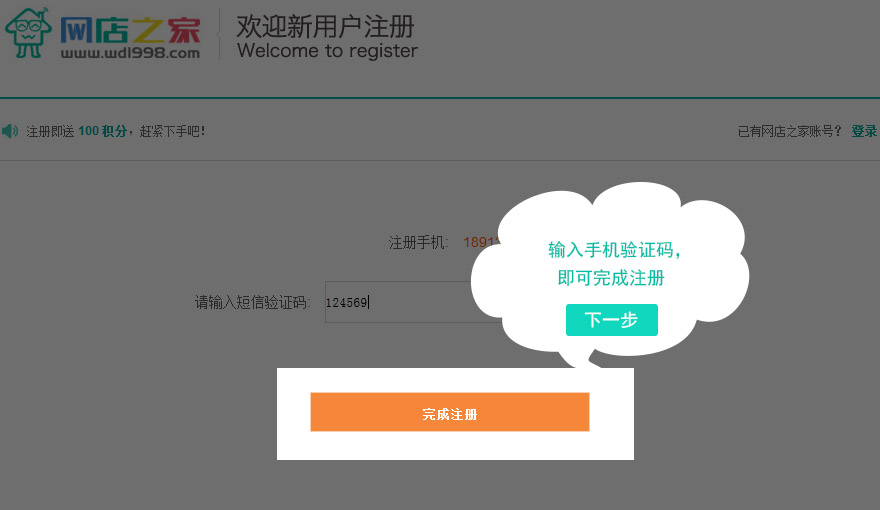 网店之家
www.wdl998.com
欢迎新用户注册
Welcome to register
注册即送 100 积分，赶紧下手吧！
已有网店之家账号？ 登录
注册手机: 1891
输入手机验证码，
即可完成注册
下一步
请输入短信验证码: 124569
完成注册